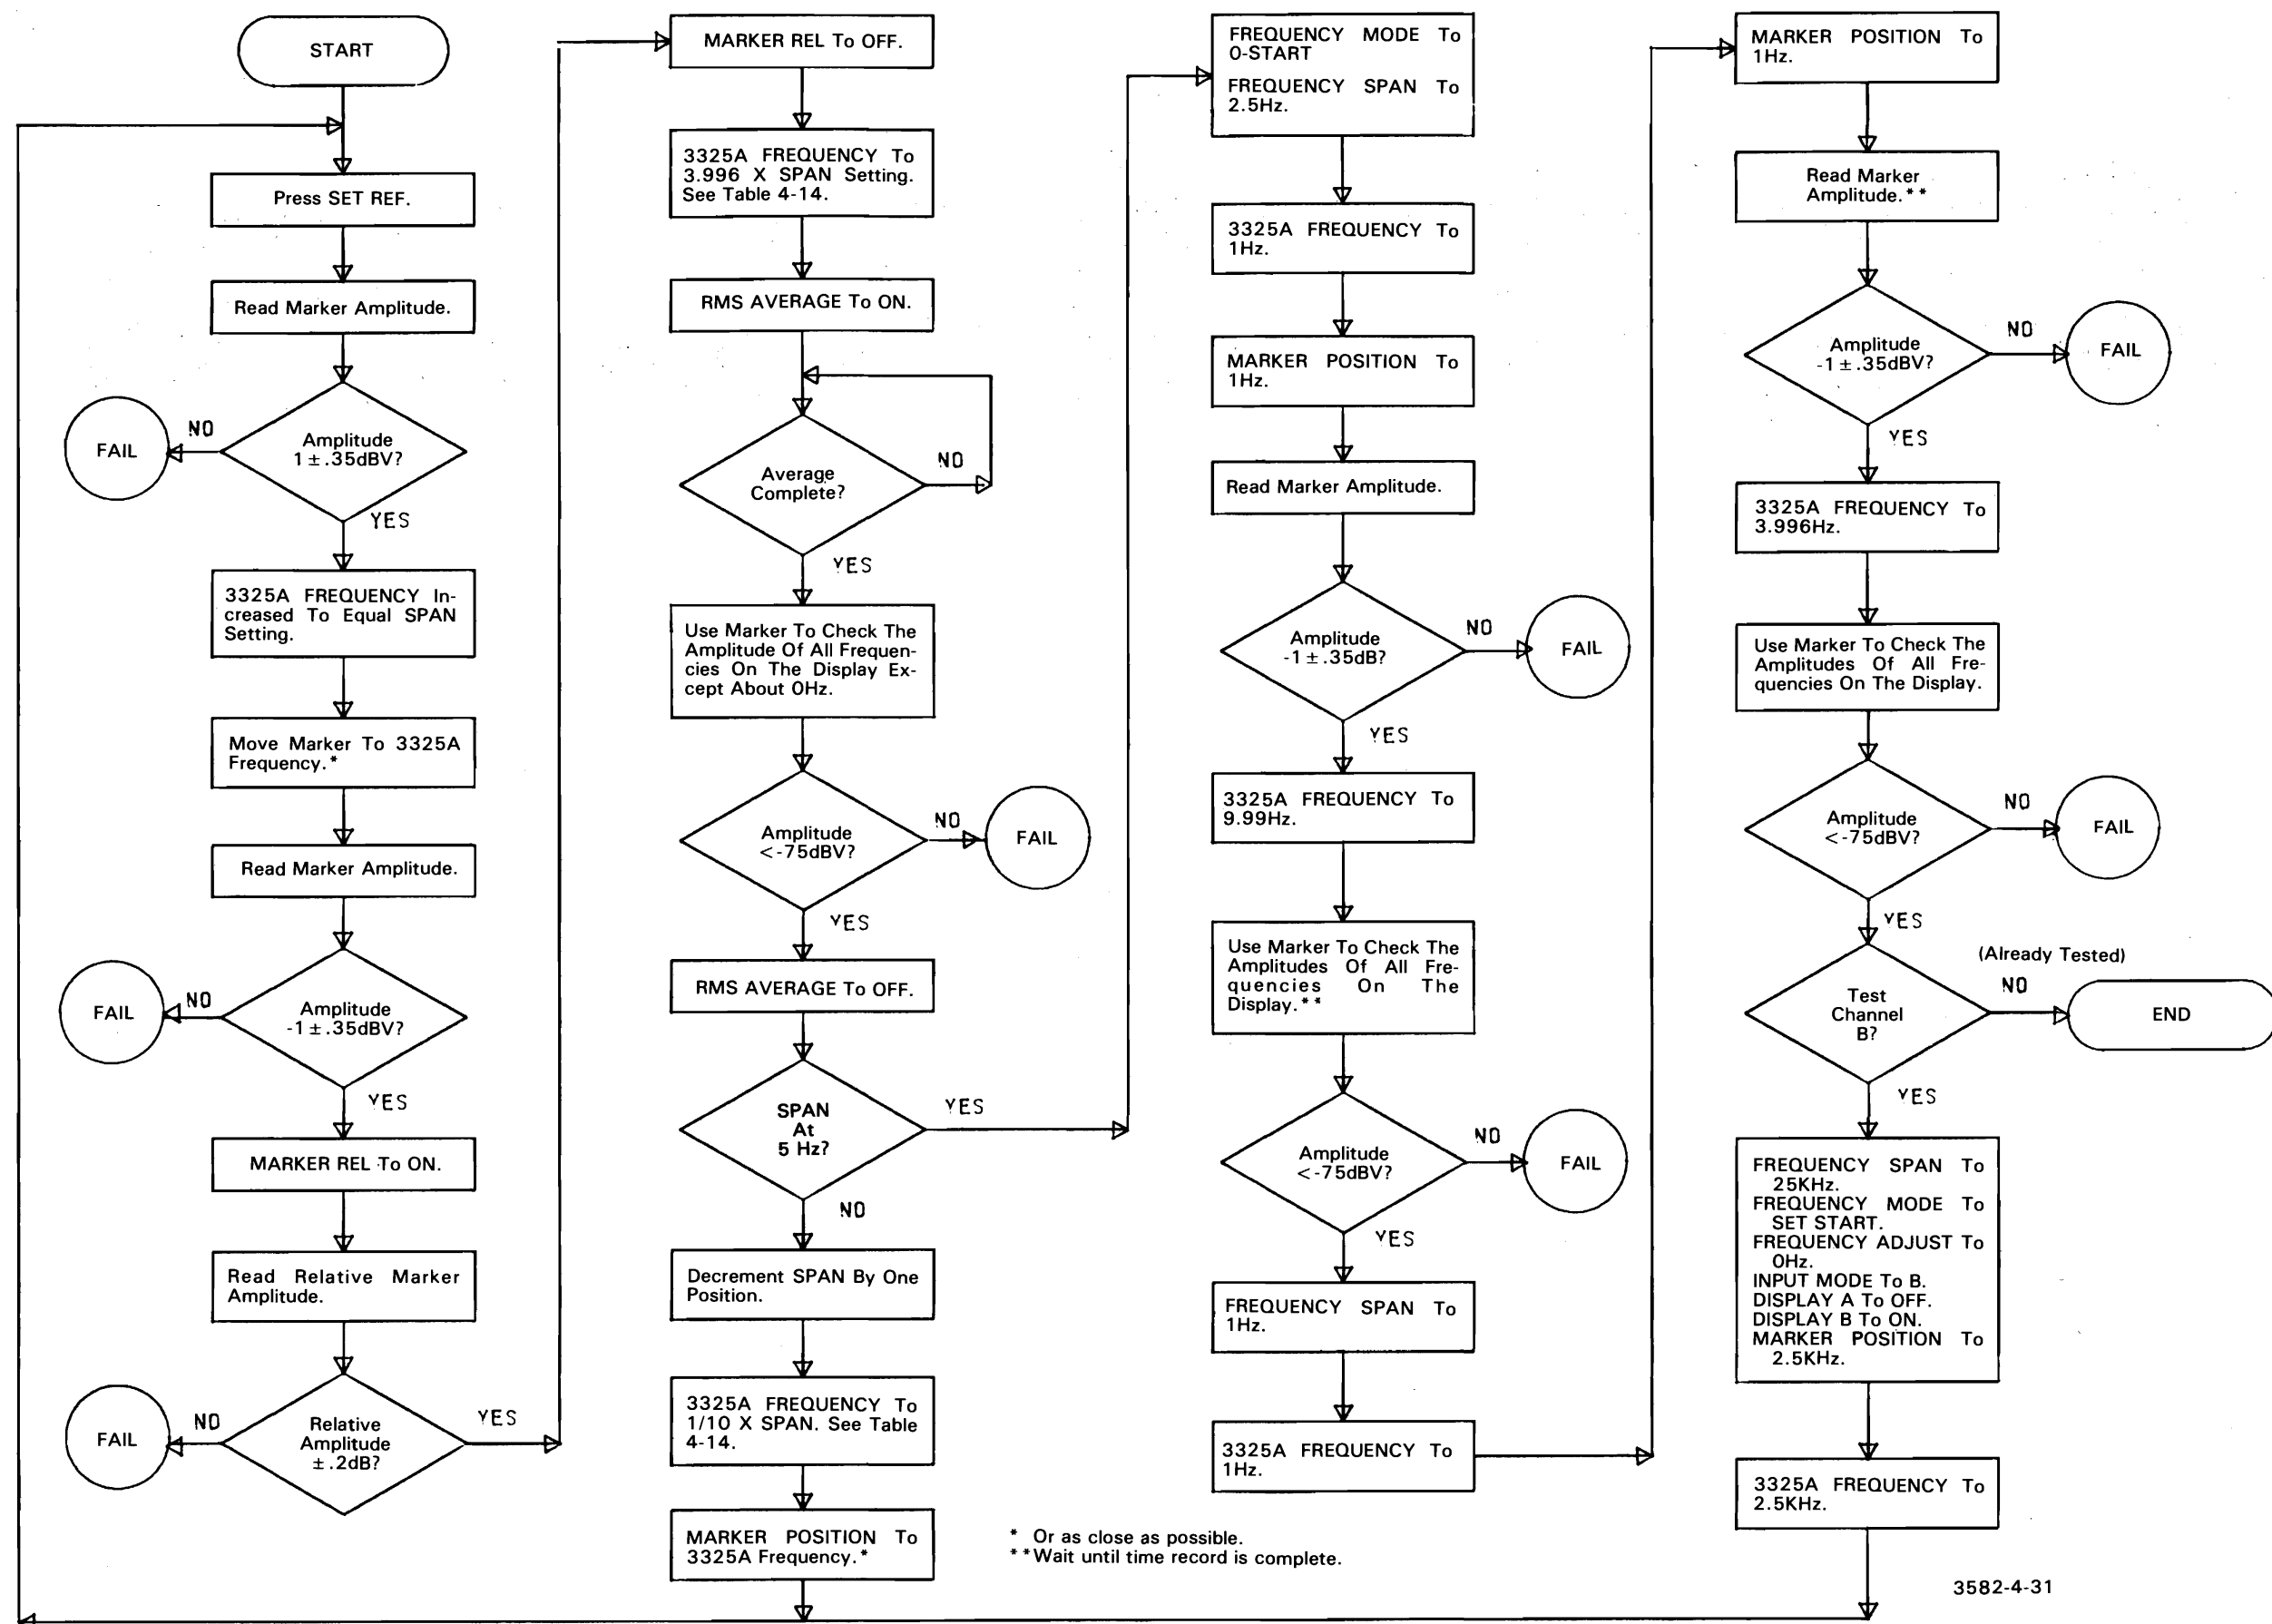 START
Press SET REF.
Read Marker Amplitude.
Amplitude
1 ± .35dBV?
NO
FAIL
YES
3325A FREQUENCY In-
creased To Equal SPAN
Setting.
Move Marker To 3325A
Frequency.*
Read Marker Amplitude.
Amplitude
-1 ± .35dBV?
NO
FAIL
YES
MARKER REL To ON.
Read Relative Marker
Amplitude.
Relative
Amplitude
± .2dB?
NO
FAIL
YES
MARKER REL To OFF.
3325A FREQUENCY To
3.996 X SPAN Setting.
See Table 4-14.
RMS AVERAGE To ON.
Average
Complete?
NO
YES
Use Marker To Check The
Amplitude Of All Frequen-
cies On The Display Ex-
cept About 0Hz.
Amplitude
<-75dBV?
NO
FAIL
YES
RMS AVERAGE To OFF.
SPAN
At
5 Hz?
YES
NO
Decrement SPAN By One
Position.
3325A FREQUENCY To
1/10 X SPAN. See Table
4-14.
MARKER POSITION To
3325A Frequency.*
FREQUENCY MODE To
0-START
FREQUENCY SPAN To
2.5Hz.
3325A FREQUENCY To
1Hz.
MARKER POSITION To
1Hz.
Read Marker Amplitude.
Amplitude
-1 ± .35dB?
NO
FAIL
YES
3325A FREQUENCY To
9.99Hz.
Use Marker To Check The
Amplitudes Of All Fre-
quencies On The
Display.**
Amplitude
<-75dBV?
NO
FAIL
YES
FREQUENCY SPAN To
1Hz.
3325A FREQUENCY To
1Hz.
MARKER POSITION To
1Hz.
Read Marker
Amplitude.**
Amplitude
-1 ± .35dBV?
NO
FAIL
YES
3325A FREQUENCY To
3.996Hz.
Use Marker To Check The
Amplitudes Of All Fre-
quencies On The Display.
Amplitude
<-75dBV?
NO
FAIL
YES
(Already Tested)
Test
Channel
B?
NO
END
YES
FREQUENCY SPAN To
25KHz.
FREQUENCY MODE To
SET START.
FREQUENCY ADJUST To
0Hz.
INPUT MODE To B.
DISPLAY A To OFF.
DISPLAY B To ON.
MARKER POSITION To
2.5KHz.
3325A FREQUENCY To
2.5KHz.
* Or as close as possible.
**Wait until time record is complete.
3582-4-31